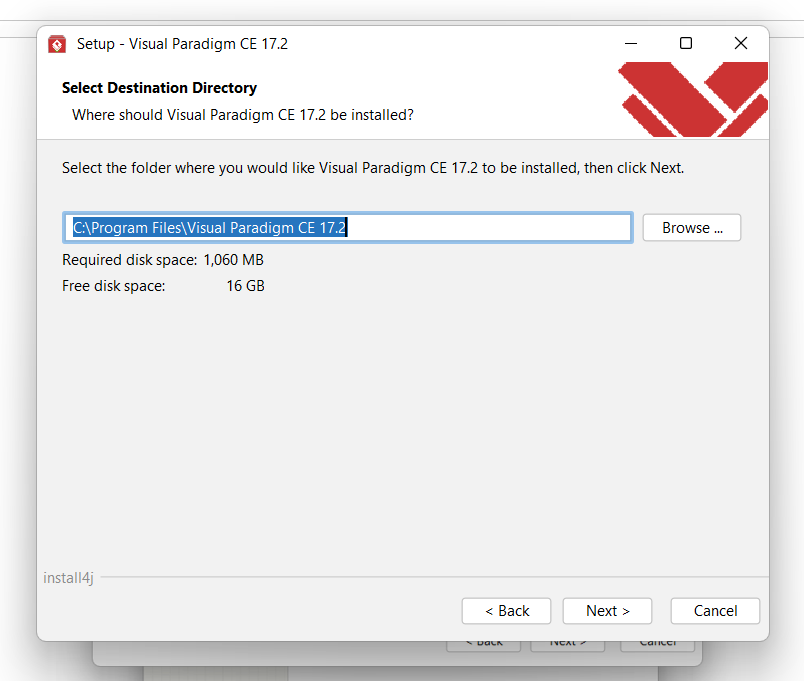 Setup - Visual Paradigm CE 17.2
Select Destination Directory
Where should Visual Paradigm CE 17.2 be installed?
Select the folder where you would like Visual Paradigm CE 17.2 to be installed, then click Next.
C:\Program Files\Visual Paradigm CE 17.2 Browse ...
Required disk space: 1,060 MB
Free disk space: 16 GB
install4j
< Back Next > Cancel
< Back Next > Cancel